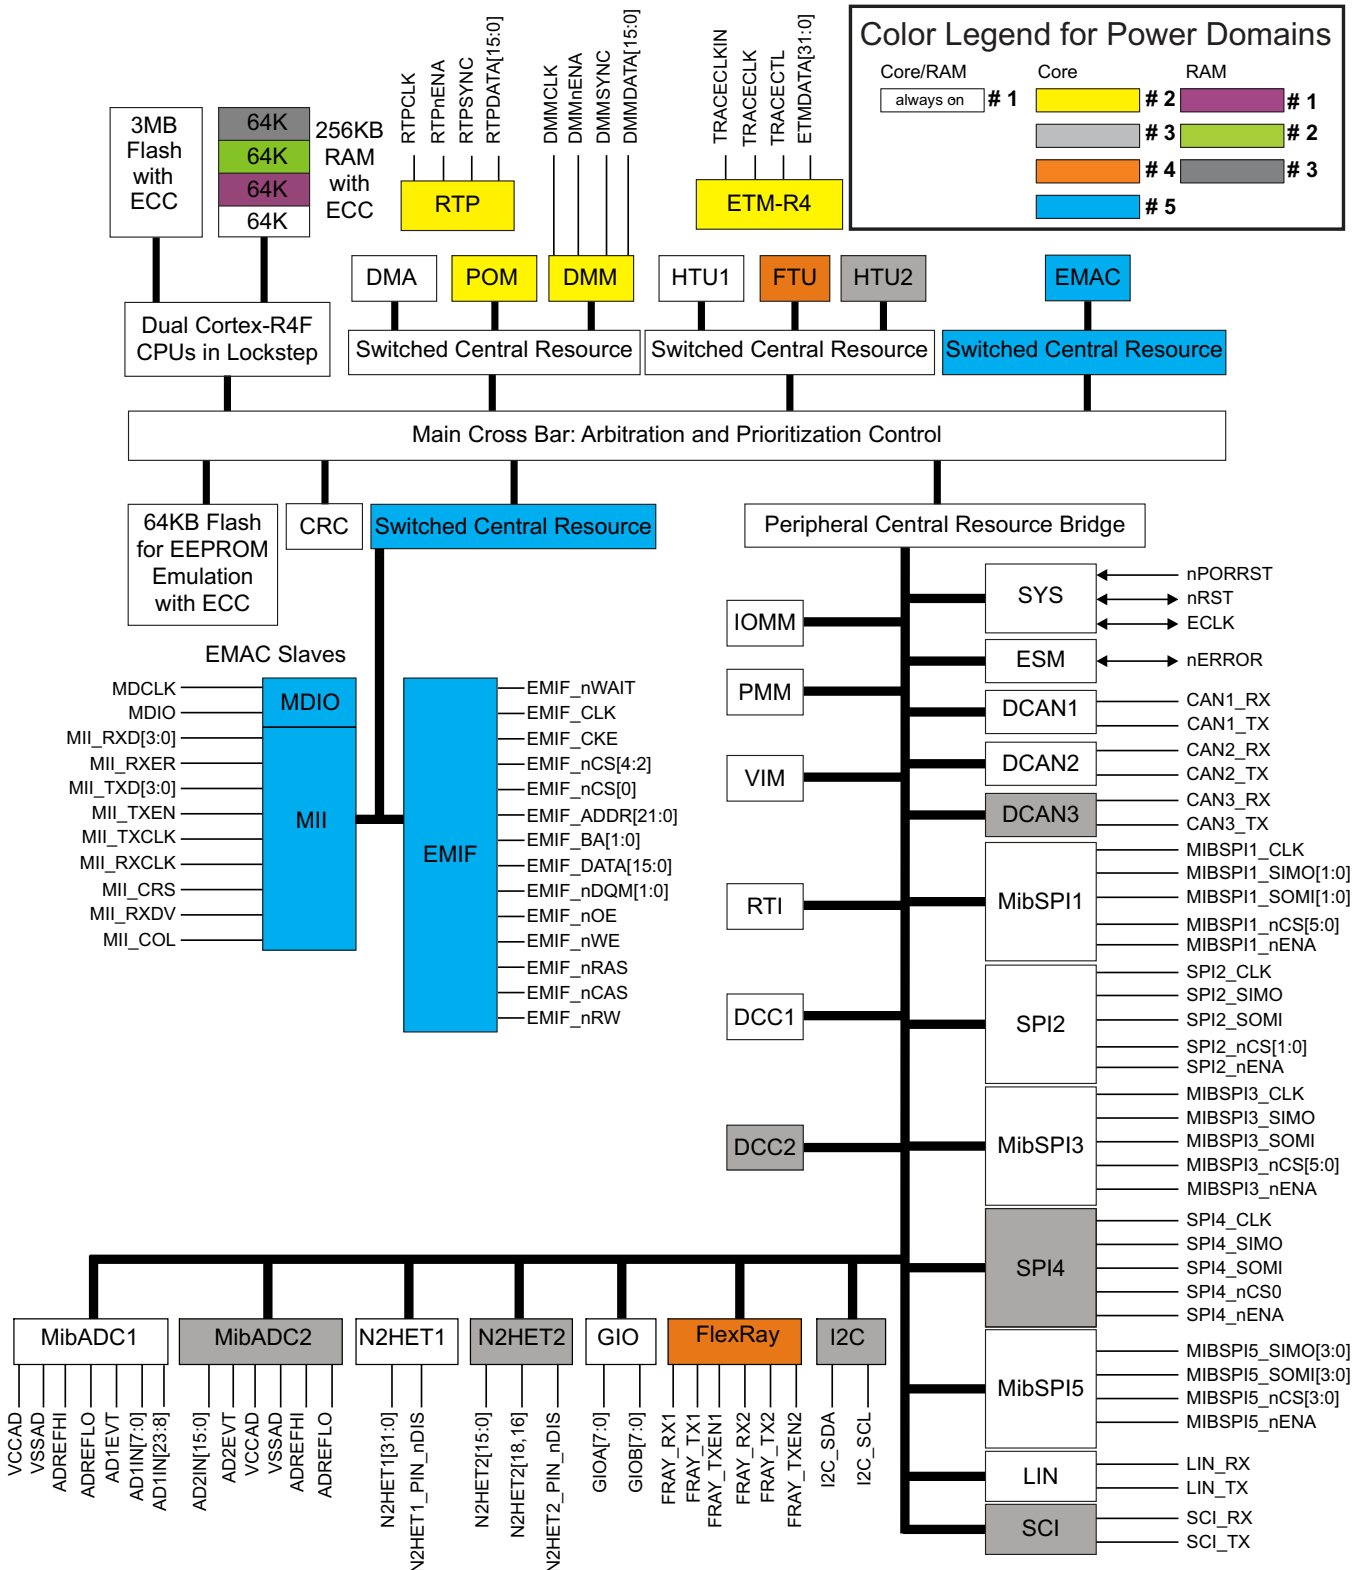 Color Legend for Power Domains
Core/RAM
Core
RAM
always on
# 1
# 2
# 1
# 3
# 2
# 4
# 3
# 5
3MB
Flash
with
ECC
64K
64K
64K
64K
256KB
RAM
with
ECC
RTPCLK
RTPnENA
RTPSYNC
RTPDATA[15:0]
RTP
DMMCLK
DMMnENA
DMMSYNC
DMMDATA[15:0]
TRACECLKIN
TRACECLK
TRACECTL
ETMDATA[31:0]
ETM-R4
DMA
POM
DMM
HTU1
FTU
HTU2
EMAC
Dual Cortex-R4F
CPUs in Lockstep
Switched Central Resource
Switched Central Resource
Switched Central Resource
Main Cross Bar: Arbitration and Prioritization Control
64KB Flash
for EEPROM
Emulation
with ECC
CRC
Switched Central Resource
Peripheral Central Resource Bridge
EMAC Slaves
MDCLK
MDIO
MII_RXD[3:0]
MII_RXER
MII_TXD[3:0]
MII_TXEN
MII_TXCLK
MII_RXCLK
MII_CRS
MII_RXDV
MII_COL
MDIO
MII
EMIF
EMIF_nWAIT
EMIF_CLK
EMIF_CKE
EMIF_nCS[4:2]
EMIF_nCS[0]
EMIF_ADDR[21:0]
EMIF_BA[1:0]
EMIF_DATA[15:0]
EMIF_nDQM[1:0]
EMIF_nOE
EMIF_nWE
EMIF_nRAS
EMIF_nCAS
EMIF_nRW
IOMM
PMM
VIM
RTI
DCC1
DCC2
SYS
nPORRST
nRST
ECLK
ESM
nERROR
DCAN1
CAN1_RX
CAN1_TX
DCAN2
CAN2_RX
CAN2_TX
DCAN3
CAN3_RX
CAN3_TX
MibSPI1
MIBSPI1_CLK
MIBSPI1_SIMO[1:0]
MIBSPI1_SOMI[1:0]
MIBSPI1_nCS[5:0]
MIBSPI1_nENA
SPI2
SPI2_CLK
SPI2_SIMO
SPI2_SOMI
SPI2_nCS[1:0]
SPI2_nENA
MibSPI3
MIBSPI3_CLK
MIBSPI3_SIMO
MIBSPI3_SOMI
MIBSPI3_nCS[5:0]
MIBSPI3_nENA
SPI4
SPI4_CLK
SPI4_SIMO
SPI4_SOMI
SPI4_nCS0
SPI4_nENA
MibSPI5
MIBSPI5_SIMO[3:0]
MIBSPI5_SOMI[3:0]
MIBSPI5_nCS[3:0]
MIBSPI5_nENA
LIN
LIN_RX
LIN_TX
SCI
SCI_RX
SCI_TX
MibADC1
MibADC2
N2HET1
N2HET2
GIO
FlexRay
I2C
VCCAD
VSSAD
ADREFHI
ADREFLO
AD1EVT
AD1IN[7:0]
AD1IN[23:8]
AD2IN[15:0]
AD2EVT
VCCAD
VSSAD
ADREFHI
ADREFLO
N2HET1[31:0]
N2HET1_PIN_nDIS
N2HET2[15:0]
N2HET2[18,16]
N2HET2_PIN_nDIS
GIOA[7:0]
GIOB[7:0]
FRAY_RX1
FRAY_TX1
FRAY_TXEN1
FRAY_RX2
FRAY_TX2
FRAY_TXEN2
I2C_SDA
I2C_SCL